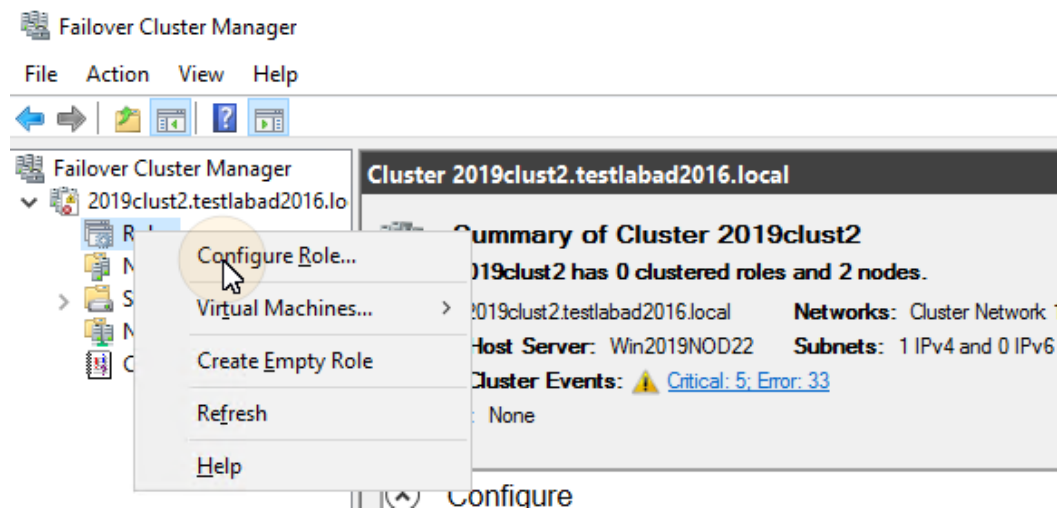 Failover Cluster Manager
File Action View Help
Failover Cluster Manager
2019clust2.testlabad2016.lo
Cluster 2019clust2.testlabad2016.local
Configure Role...
Virtual Machines...
Create Empty Role
Refresh
Help
Summary of Cluster 2019clust2
2019clust2 has 0 clustered roles and 2 nodes.
2019clust2.testlabad2016.local Networks: Cluster Network 1
Host Server: Win2019NOD22 Subnets: 1 IPv4 and 0 IPv6
Cluster Events: Critical: 5; Error: 33
: None
Configure